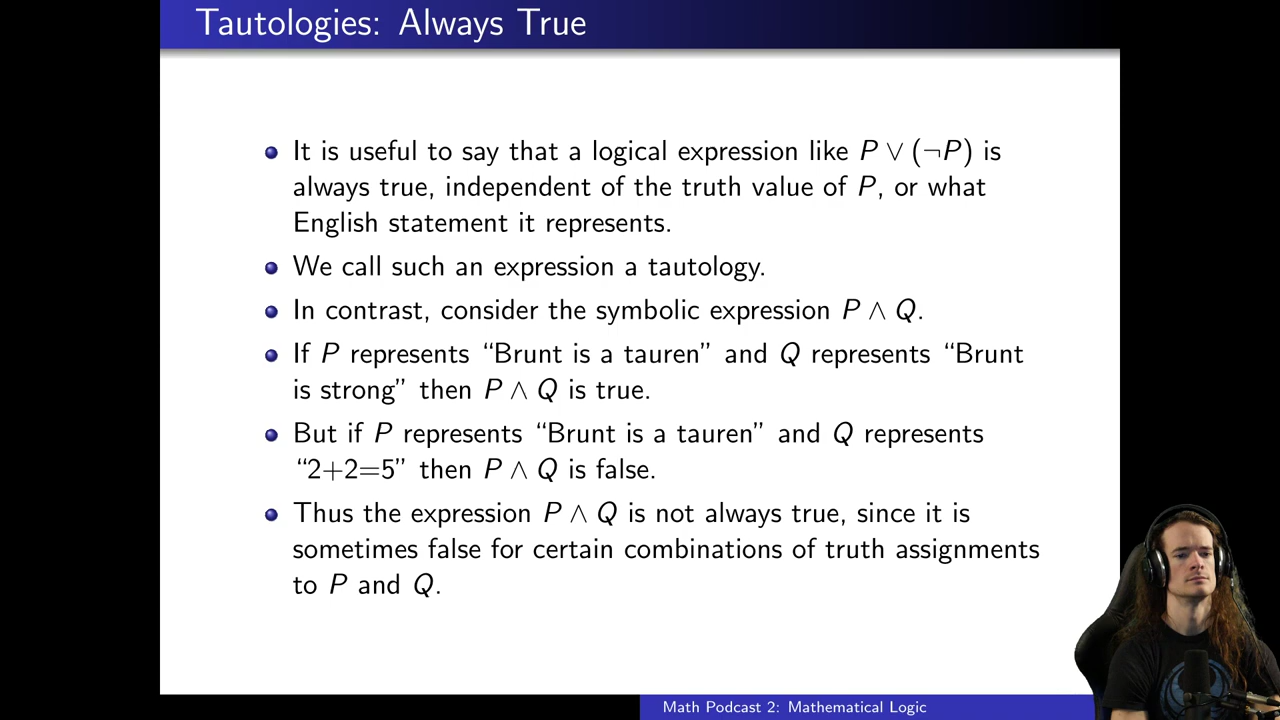 Tautologies: Always True
It is useful to say that a logical expression like P ∨ (¬P) is
always true, independent of the truth value of P, or what
English statement it represents.
We call such an expression a tautology.
In contrast, consider the symbolic expression P ∧ Q.
If P represents “Brunt is a tauren” and Q represents “Brunt
is strong” then P ∧ Q is true.
But if P represents “Brunt is a tauren” and Q represents
“2+2=5” then P ∧ Q is false.
Thus the expression P ∧ Q is not always true, since it is
sometimes false for certain combinations of truth assignments
to P and Q.
Math Podcast 2: Mathematical Logic